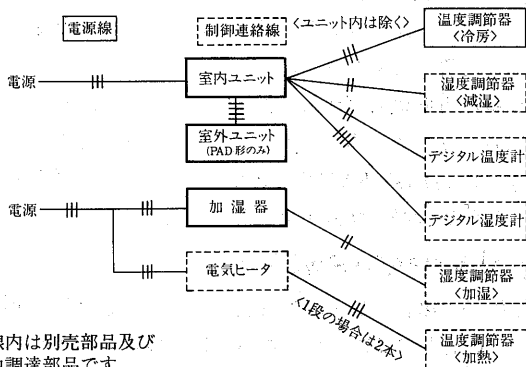 電源線
制御連絡線
〈ユニット内は除く〉
温度調節器
〈冷房〉
電源
室内ユニット
湿度調節器
〈減湿〉
室外ユニット
(PAD形のみ)
デジタル温度計
電源
加湿器
デジタル湿度計
電気ヒータ
湿度調節器
〈加湿〉
〈1段の場合は2本〉
温度調節器
〈加熱〉
線内は別売部品及び
調達部品です